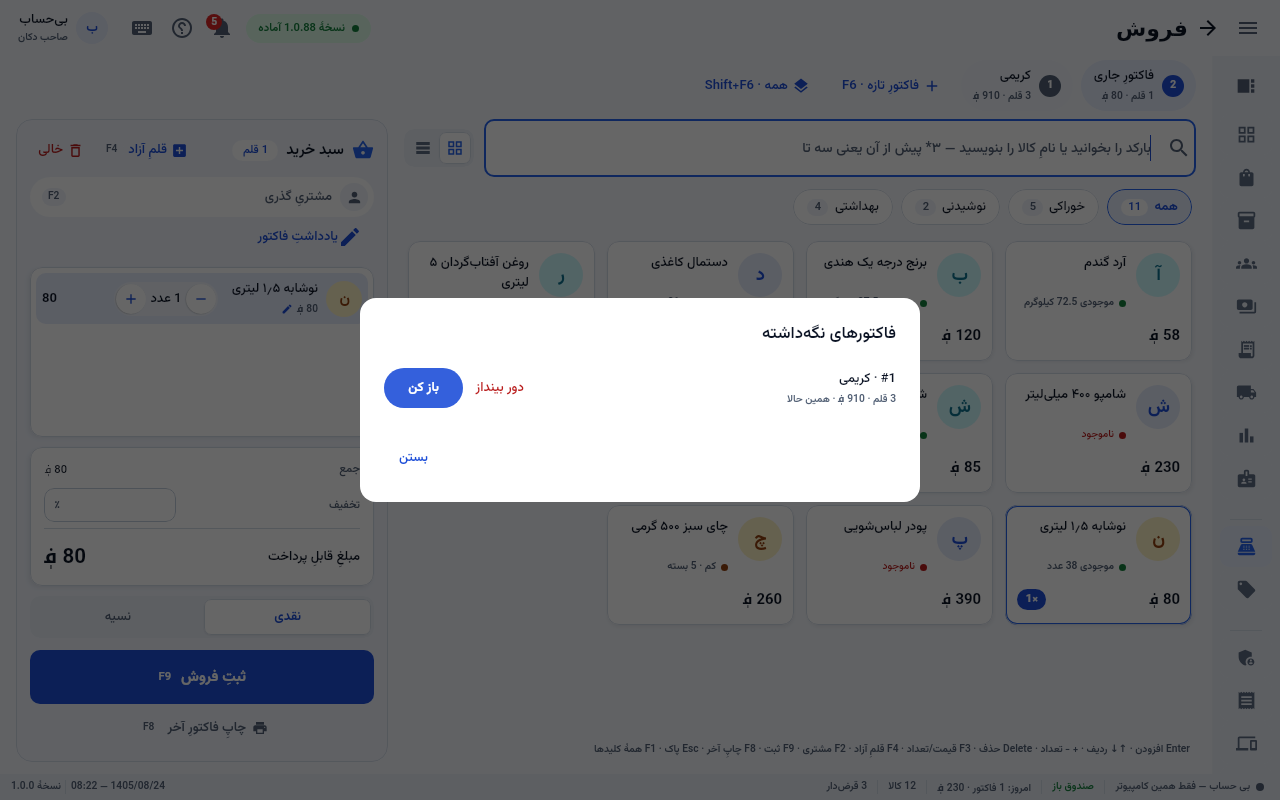 فروش
نسخهٔ 1.0.88 آماده
5
بی‌حساب
صاحب دکان
ب
2
فاکتورِ جاری
1 قلم · 80 ؋
1
کریمی
3 قلم · 910 ؋
فاکتورِ تازه · F6
همه · Shift+F6
بارکد را بخوانید یا نامِ کالا را بنویسید — ۳* پیش از آن یعنی سه تا
همه 11
خوراکی 5
نوشیدنی 2
بهداشتی 4
آ
آرد گندم
موجودی 72.5 کیلوگرم
58 ؋
ب
برنج درجه یک هندی
120 ؋
د
دستمال کاغذی
ر
روغن آفتاب‌گردان ۵ لیتری
ش
شامپو ۴۰۰ میلی‌لیتر
ناموجود
230 ؋
ش
85 ؋
ن
نوشابه ۱٫۵ لیتری
موجودی 38 عدد
80 ؋
1×
پ
پودر لباس‌شویی
ناموجود
390 ؋
چ
چای سبز ۵۰۰ گرمی
کم · 5 بسته
260 ؋
سبد خرید
1 قلم
قلمِ آزاد F4
خالی
مشتریِ گذری
F2
یادداشتِ فاکتور
ن
نوشابه ۱٫۵ لیتری
80 ؋
1 عدد
80
جمع
80 ؋
تخفیف
٪
مبلغِ قابلِ پرداخت
80 ؋
نقدی
نسیه
ثبتِ فروش F9
چاپِ فاکتورِ آخر F8
فاکتورهای نگه‌داشته
#1 · کریمی
3 قلم · 910 ؋ · همین حالا
دور بینداز
باز کن
بستن
Enter افزودن · ↑↓ ردیف · + - تعداد · Delete حذف · F3 قیمت/تعداد · F4 قلمِ آزاد · F2 مشتری · F9 ثبت · F8 چاپِ آخر · Esc پاک · F1 همهٔ کلیدها
بی حساب — فقط همین کامپیوتر
صندوق باز
امروز: 1 فاکتور · 230 ؋
12 کالا
3 قرض‌دار
1405/08/24 — 08:22
نسخهٔ 1.0.0